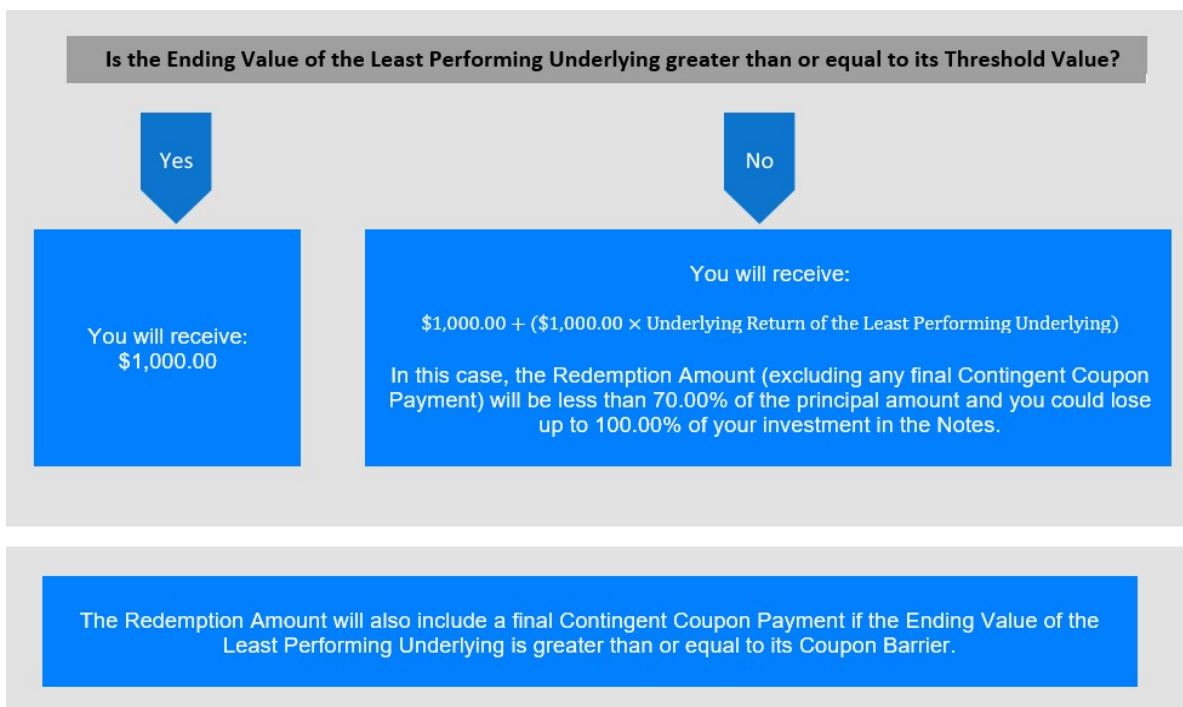 Is the Ending Value of the Least Performing Underlying greater than or equal to its Threshold Value?
Yes
No
You will receive:
$1,000.00
You will receive:
$1,000.00 + ($1,000.00 × Underlying Return of the Least Performing Underlying)
In this case, the Redemption Amount (excluding any final Contingent Coupon
Payment) will be less than 70.00% of the principal amount and you could lose
up to 100.00% of your investment in the Notes.
The Redemption Amount will also include a final Contingent Coupon Payment if the Ending Value of the
Least Performing Underlying is greater than or equal to its Coupon Barrier.